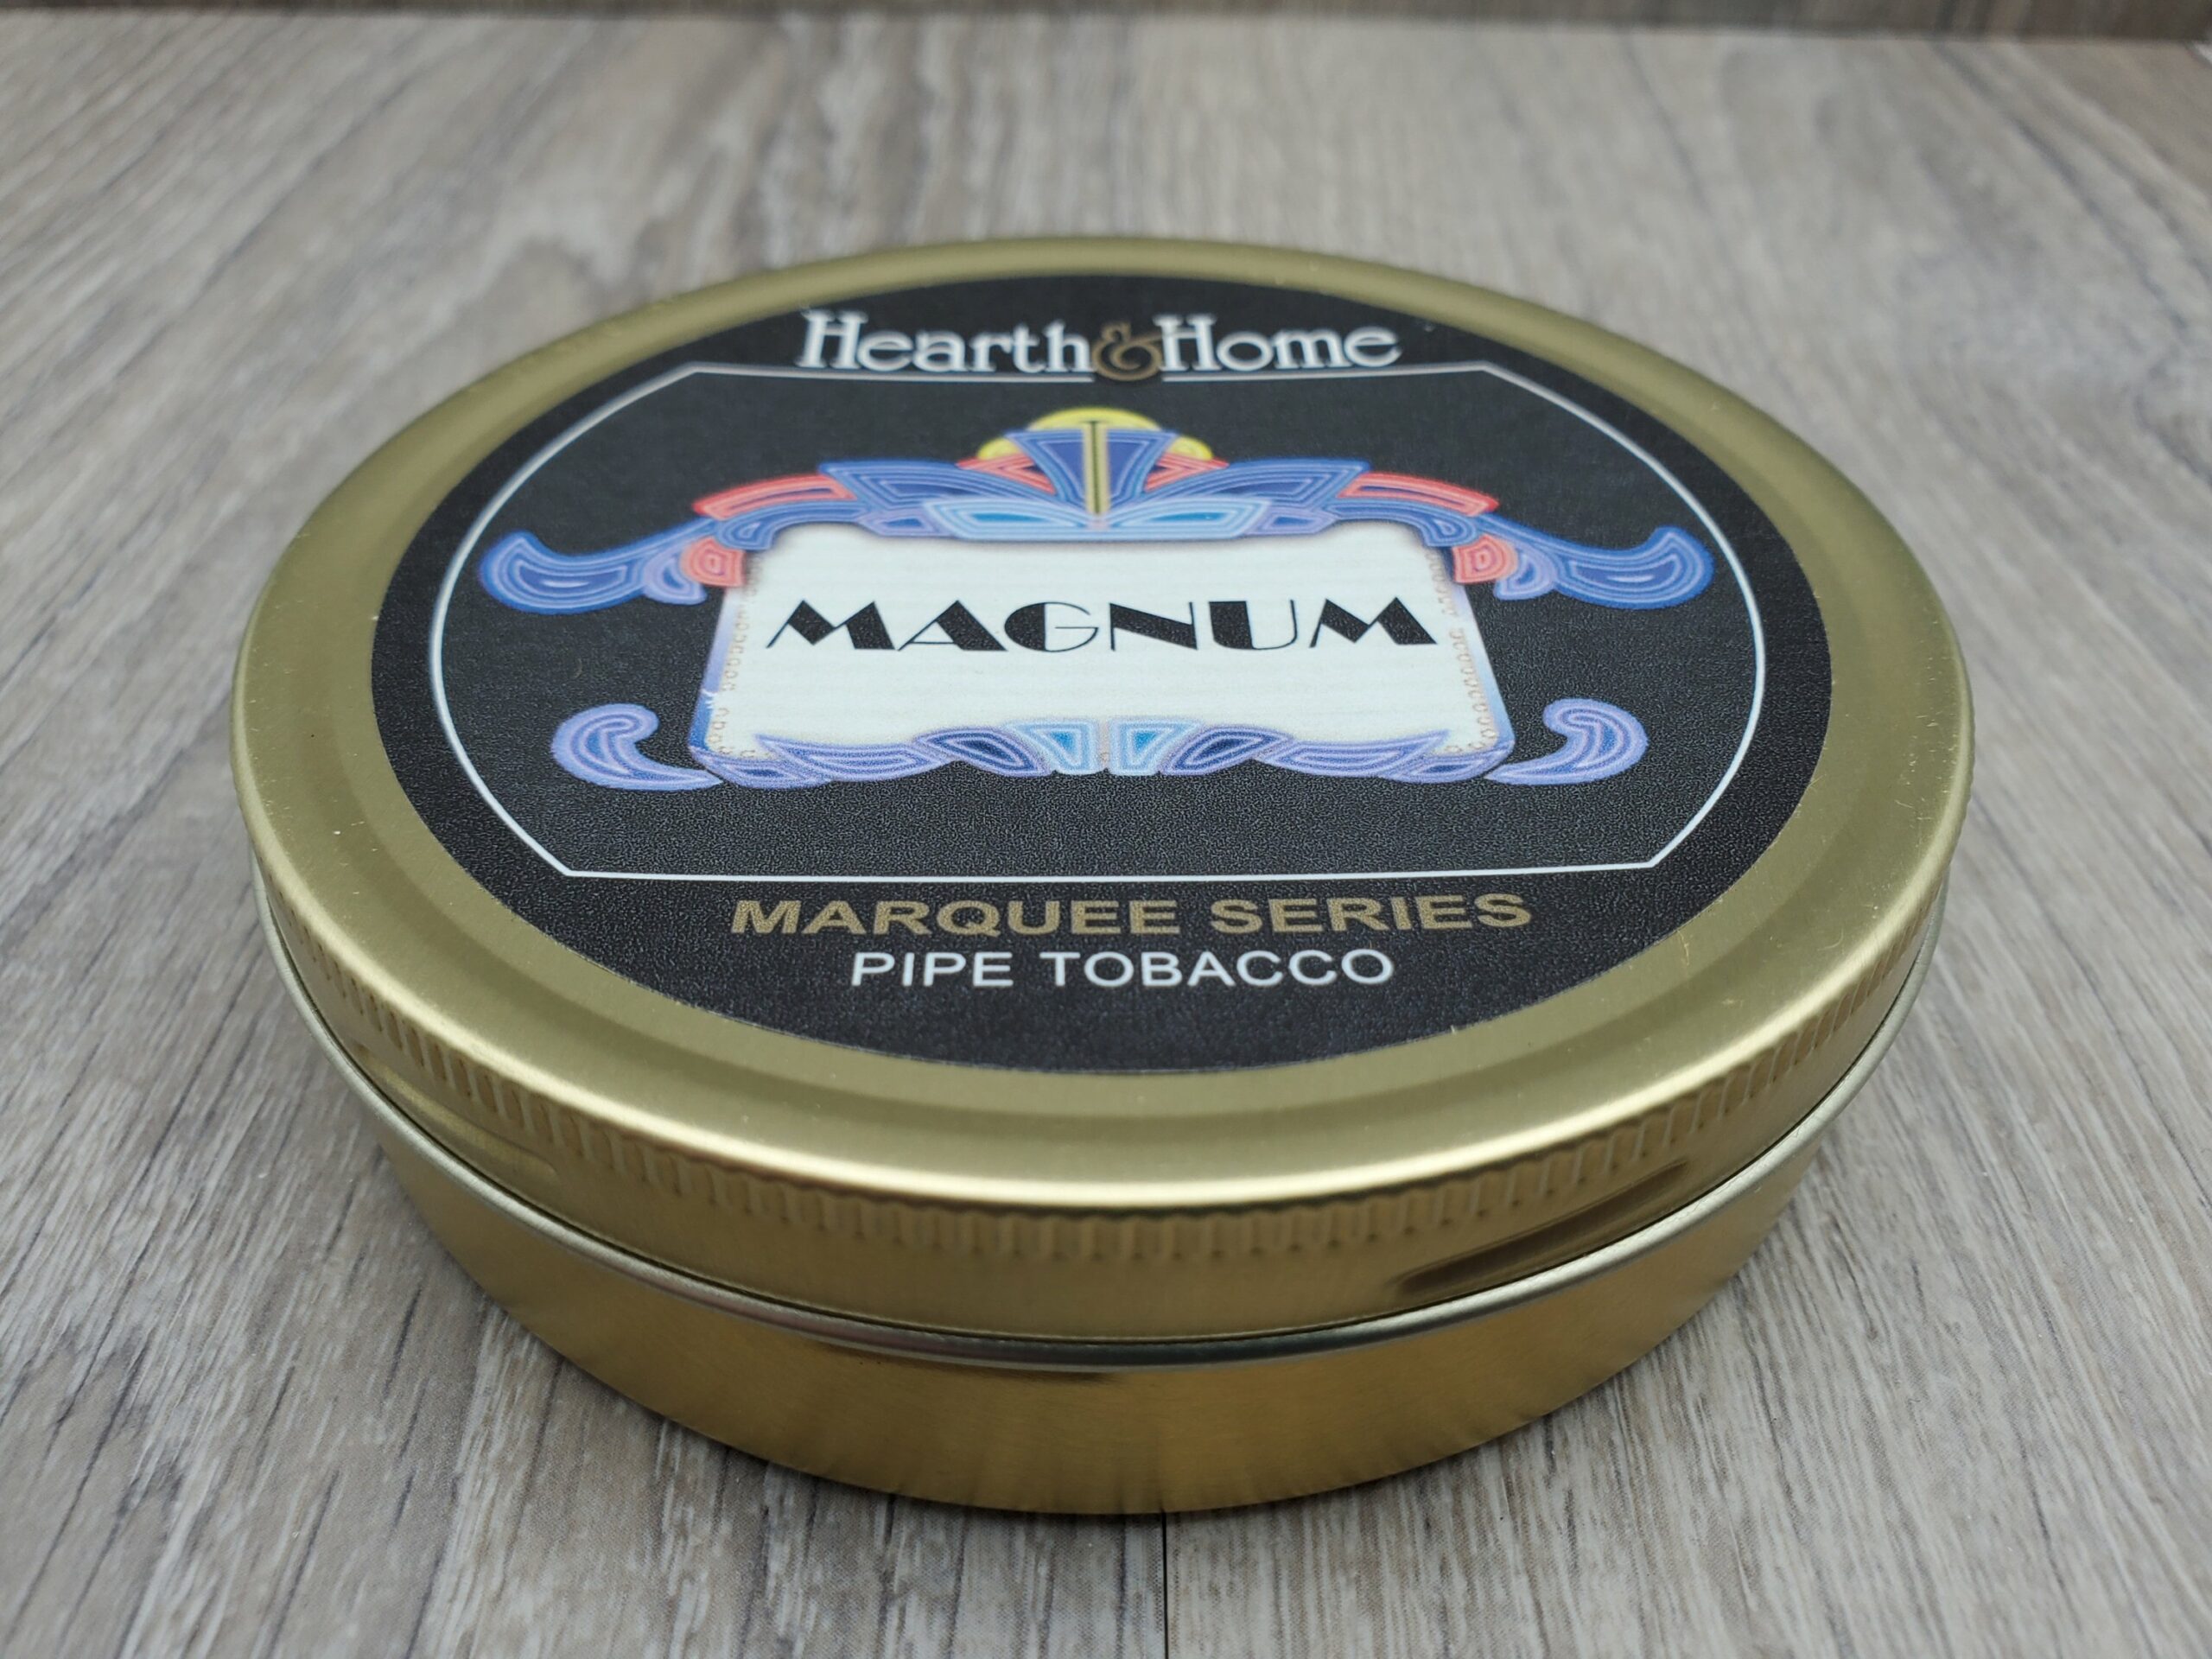 Hearth & Home
MAGNUM
MARQUEE SERIES
PIPE TOBACCO